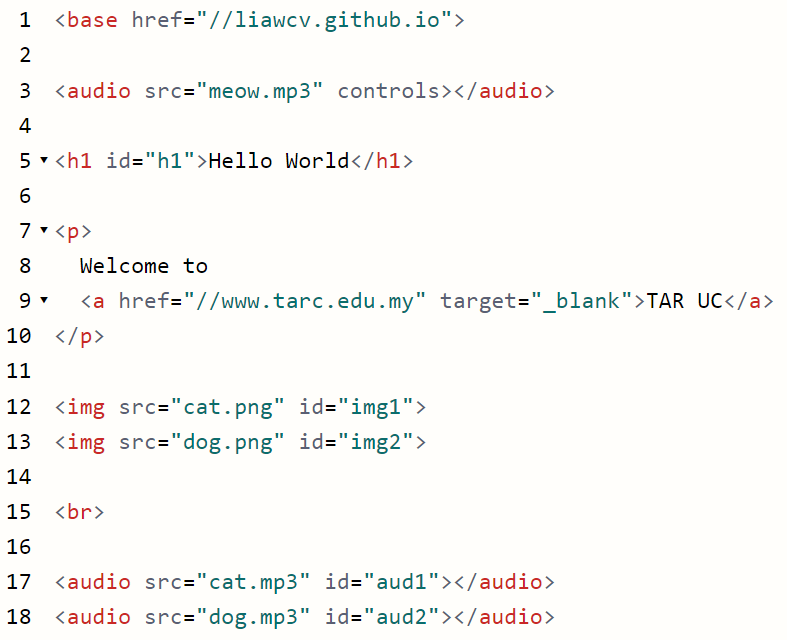 1 <base href="//liawcv.github.io">
2
3 <audio src="meow.mp3" controls></audio>
4
5 <h1 id="h1">Hello World</h1>
6
7 <p>
8 Welcome to
9 <a href="//www.tarc.edu.my" target="_blank">TAR UC</a>
10 </p>
11
12 <img src="cat.png" id="img1">
13 <img src="dog.png" id="img2">
14
15 <br>
16
17 <audio src="cat.mp3" id="aud1"></audio>
18 <audio src="dog.mp3" id="aud2"></audio>